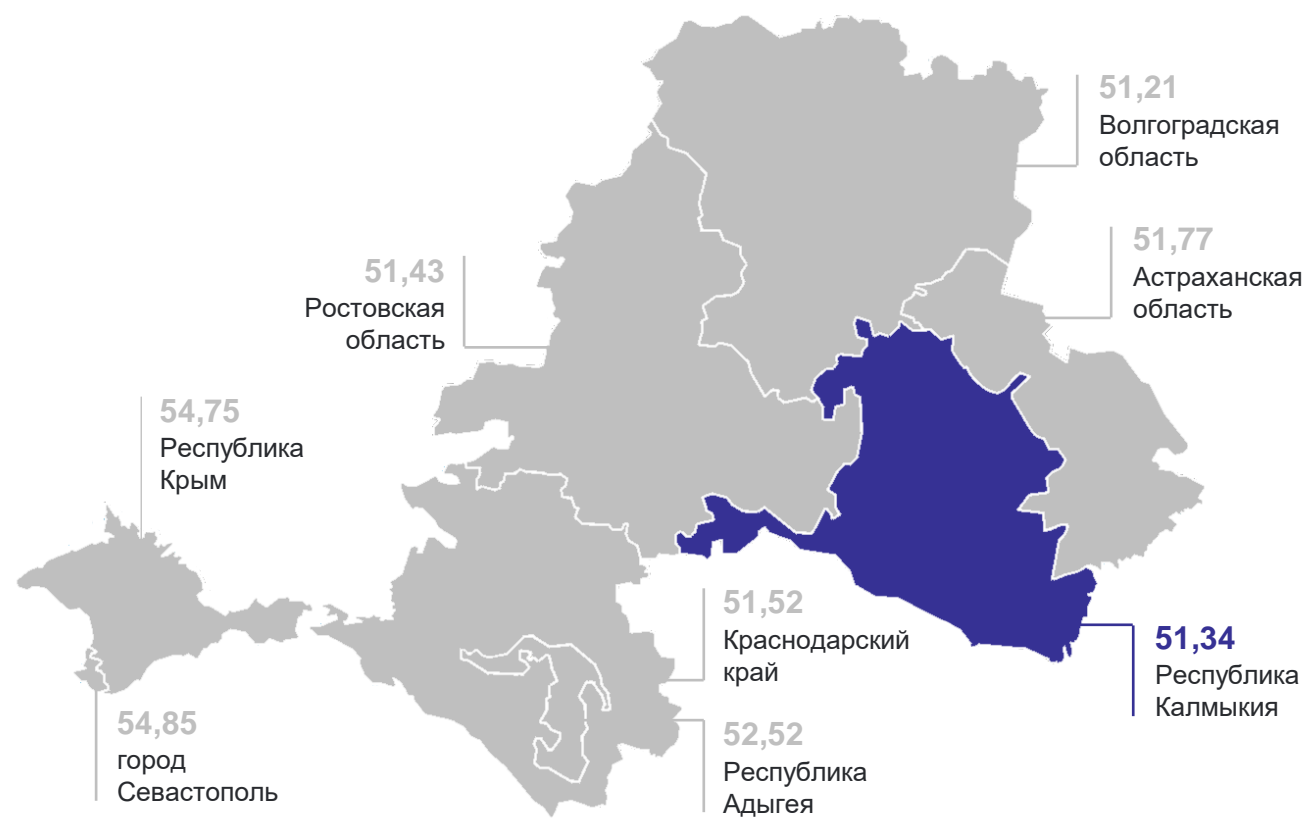 51,21
Волгоградская
область
51,77
Астраханская
область
51,43
Ростовская
область
54,75
Республика
Крым
51,52
Краснодарский
край
51,34
Республика
Калмыкия
54,85
город
Севастополь
52,52
Республика
Адыгея